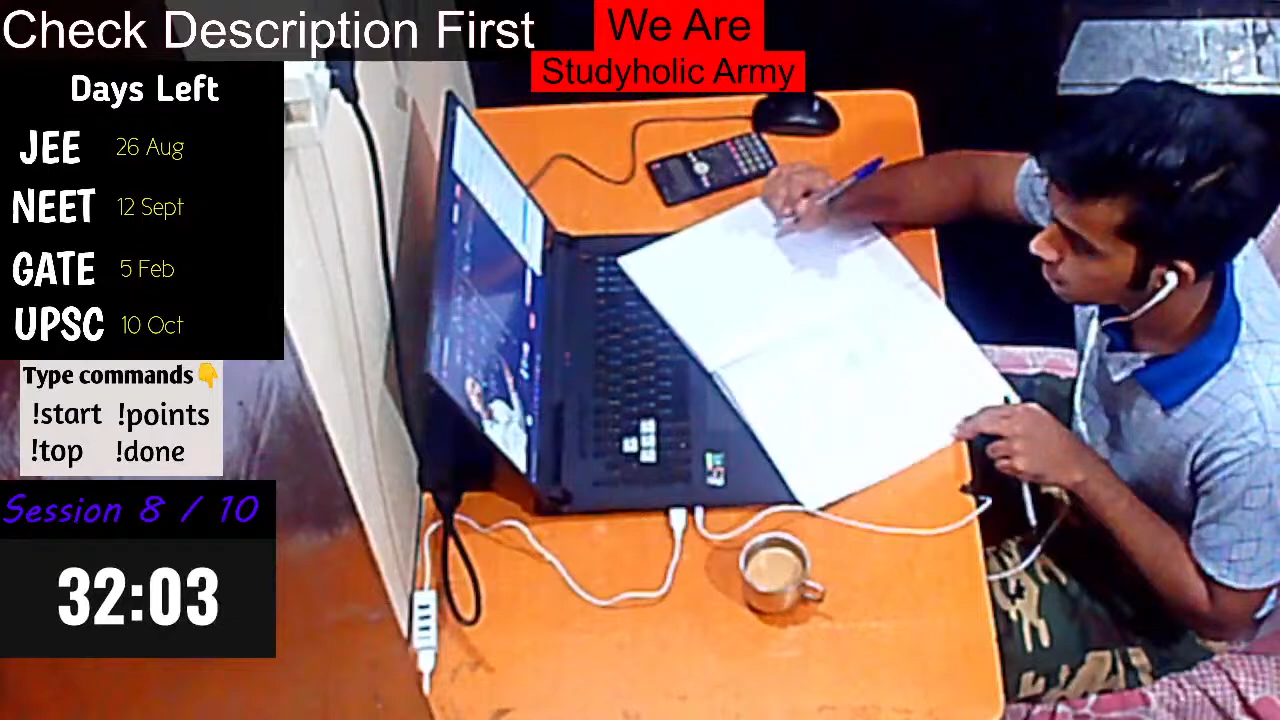 Check Description First
We Are
Studyholic Army
Days Left
JEE 26 Aug
NEET 12 Sept
GATE 5 Feb
UPSC 10 Oct
Type commands👇
!start !points
!top !done
Session 8 / 10
32:03